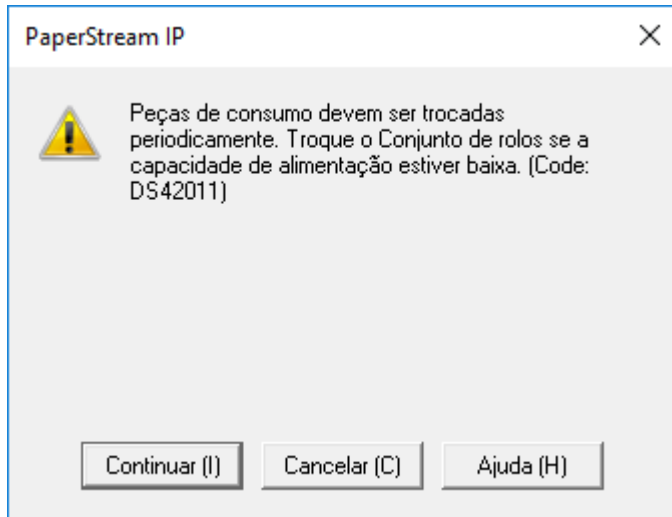 PaperStream IP
Peças de consumo devem ser trocadas
periodicamente. Troque o Conjunto de rolos se a
capacidade de alimentação estiver baixa. (Code:
DS42011)
Continuar (I)
Cancelar (C)
Ajuda (H)